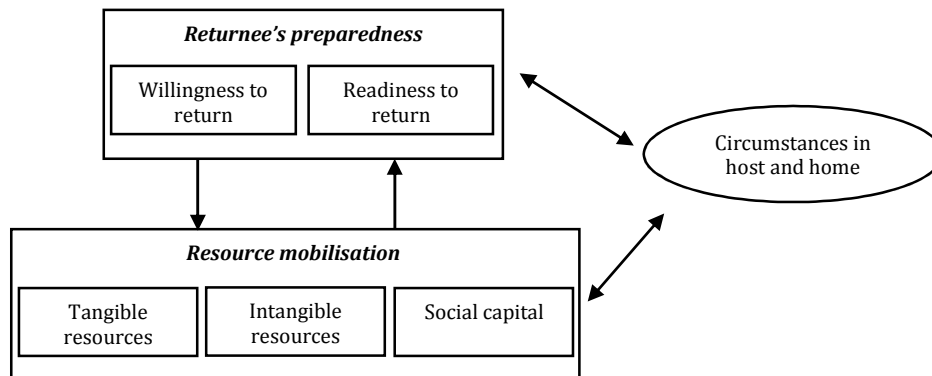 Returnee’s preparedness
Willingness to
return
Readiness to
return
Circumstances in
host and home
Resource mobilisation
Tangible
resources
Intangible
resources
Social capital